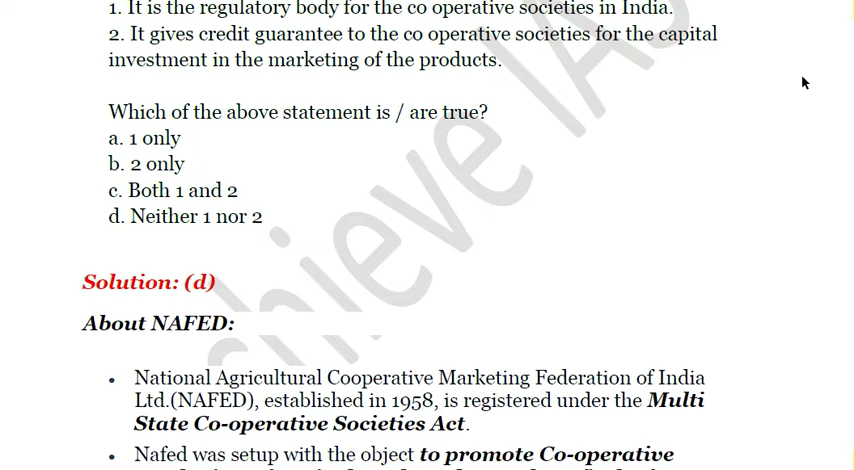 1. It is the regulatory body for the co operative societies in India.
2. It gives credit guarantee to the co operative societies for the capital
investment in the marketing of the products.
Which of the above statement is / are true?
a. 1 only
b. 2 only
c. Both 1 and 2
d. Neither 1 nor 2
Solution: (d)
About NAFED:
• National Agricultural Cooperative Marketing Federation of India
Ltd.(NAFED), established in 1958, is registered under the Multi
State Co-operative Societies Act.
• Nafed was setup with the object to promote Co-operative